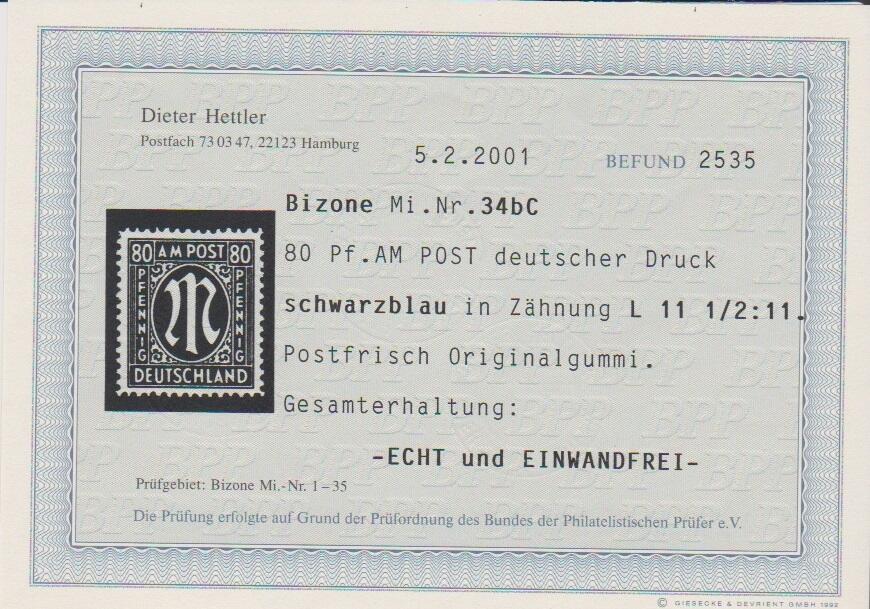 Dieter Hettler
Postfach 73 03 47, 22123 Hamburg
5.2.2001
BEFUND 2535
Bizone Mi.Nr.34bC
80 Pf.AM POST deutscher Druck
schwarzblau in Zähnung L 11 1/2:11.
Postfrisch Originalgummi.
Gesamterhaltung:
-ECHT und EINWANDFREI-
80 AM POST 80
PFENNIG
M
PFENNIG
DEUTSCHLAND
Prüfgebiet: Bizone Mi.-Nr. 1–35
Die Prüfung erfolgte auf Grund der Prüfordnung des Bundes der Philatelistischen Prüfer e.V.
BPP
© GIESECKE & DEVRIENT GMBH 1992